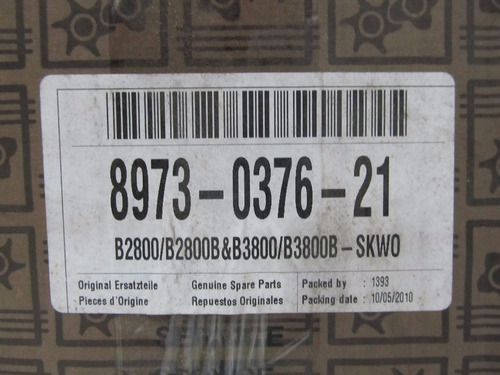 8973-0376-21
B2800/B2800B&B3800/B3800B-SKWO
Original Ersatzteile Genuine Spare Parts Packed by : 1393
Pieces d'Origine Repuestos Originales Packing date : 10/05/2010